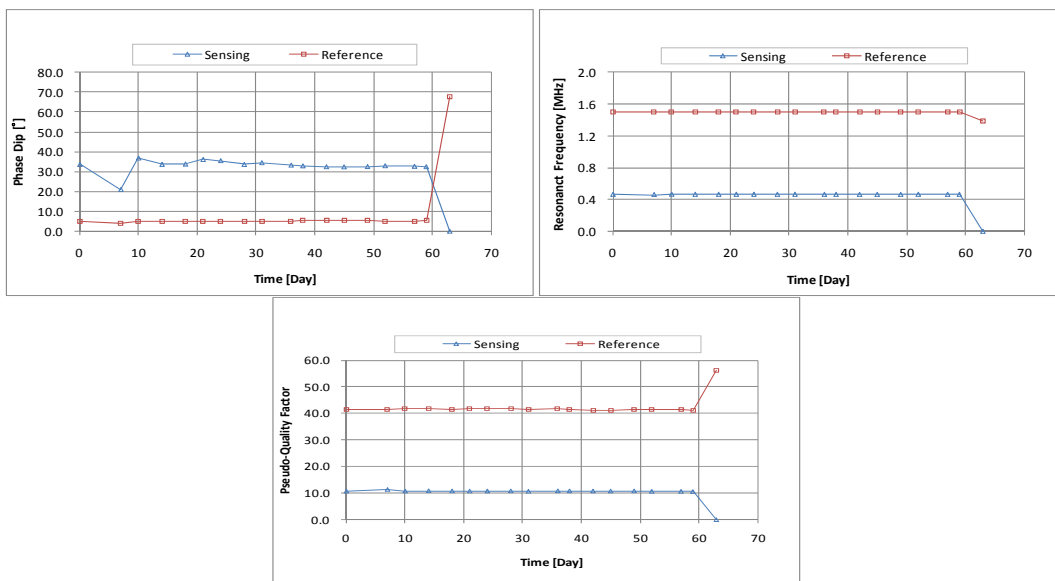 Sensing Reference
80.0
70.0
60.0
50.0
40.0
30.0
20.0
10.0
0.0
Phase Dip [°]
0 10 20 30 40 50 60 70
Time [Day]
Sensing Reference
2.0
1.6
1.2
0.8
0.4
0.0
Resonanct Frequency [MHz]
0 10 20 30 40 50 60 70
Time [Day]
Sensing Reference
60.0
50.0
40.0
30.0
20.0
10.0
0.0
Pseudo-Quality Factor
0 10 20 30 40 50 60 70
Time [Day]